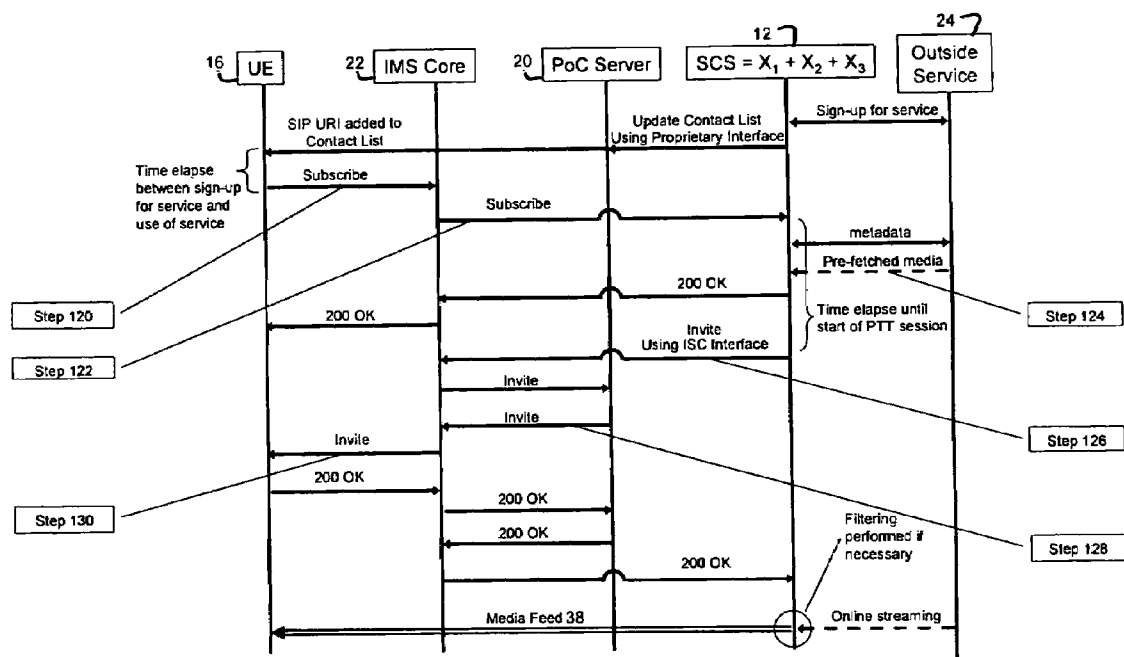 24
16
22
20
12
UE
IMS Core
PoC Server
SCS = X1 + X2 + X3
Outside
Service
Sign-up for service
Update Contact List
Using Proprietary Interface
SIP URI added to
Contact List
Time elapse
between sign-up
for service and
use of service
Subscribe
Subscribe
metadata
Pre-fetched media
200 OK
Step 120
200 OK
Time elapse until
start of PTT session
Step 124
Invite
Using ISC Interface
Step 122
Invite
Invite
Invite
Step 126
200 OK
Step 130
200 OK
200 OK
Filtering
performed if
necessary
Step 128
200 OK
Media Feed 38
Online streaming